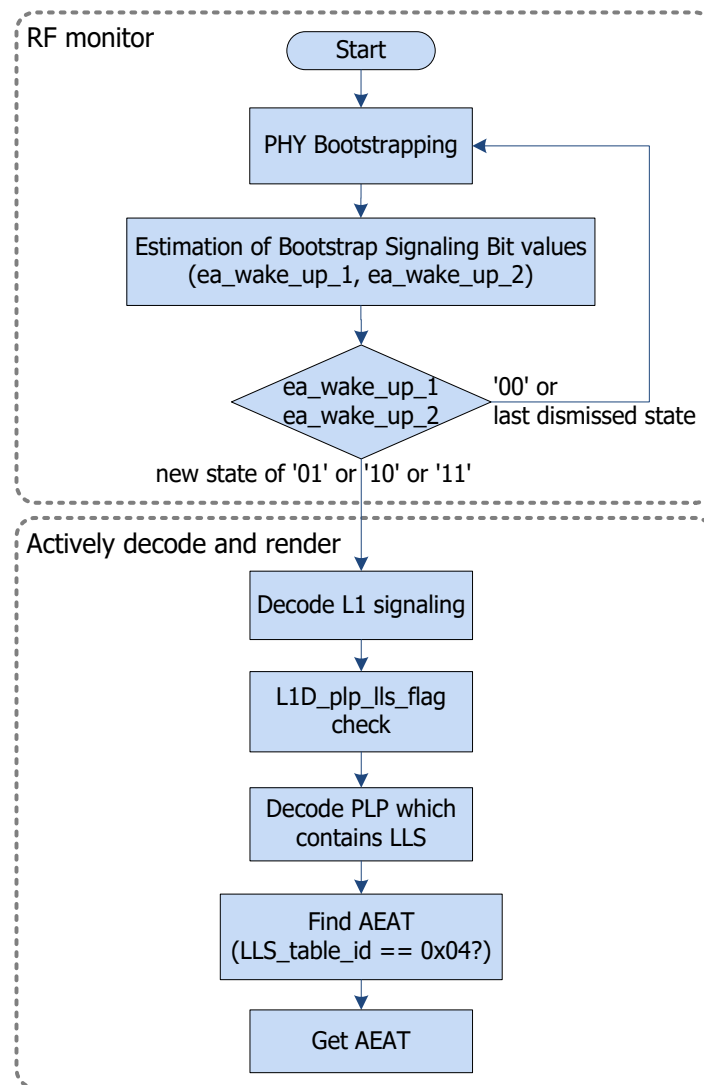 RF monitor
Start
PHY Bootstrapping
Estimation of Bootstrap Signaling Bit values
(ea_wake_up_1, ea_wake_up_2)
ea_wake_up_1
ea_wake_up_2
'00' or
last dismissed state
new state of '01' or '10' or '11'
Actively decode and render
Decode L1 signaling
L1D_plp_lls_flag
check
Decode PLP which
contains LLS
Find AEAT
(LLS_table_id == 0x04?)
Get AEAT